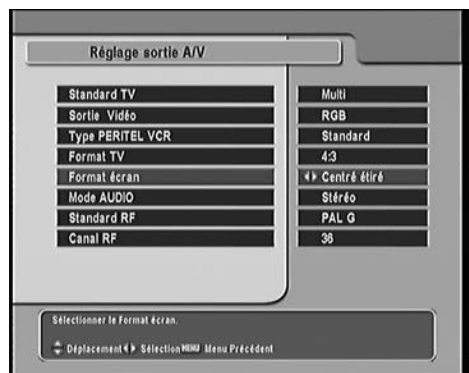 Réglage sortie A/V
Standard TV Multi
Sortie Vidéo RGB
Type PERITEL VCR Standard
Format TV 4:3
Format écran Centré étiré
Mode AUDIO Stéréo
Standard RF PAL G
Canal RF 36
Sélectionner le Format écran.
Déplacement Sélection MENU Menu Précédent